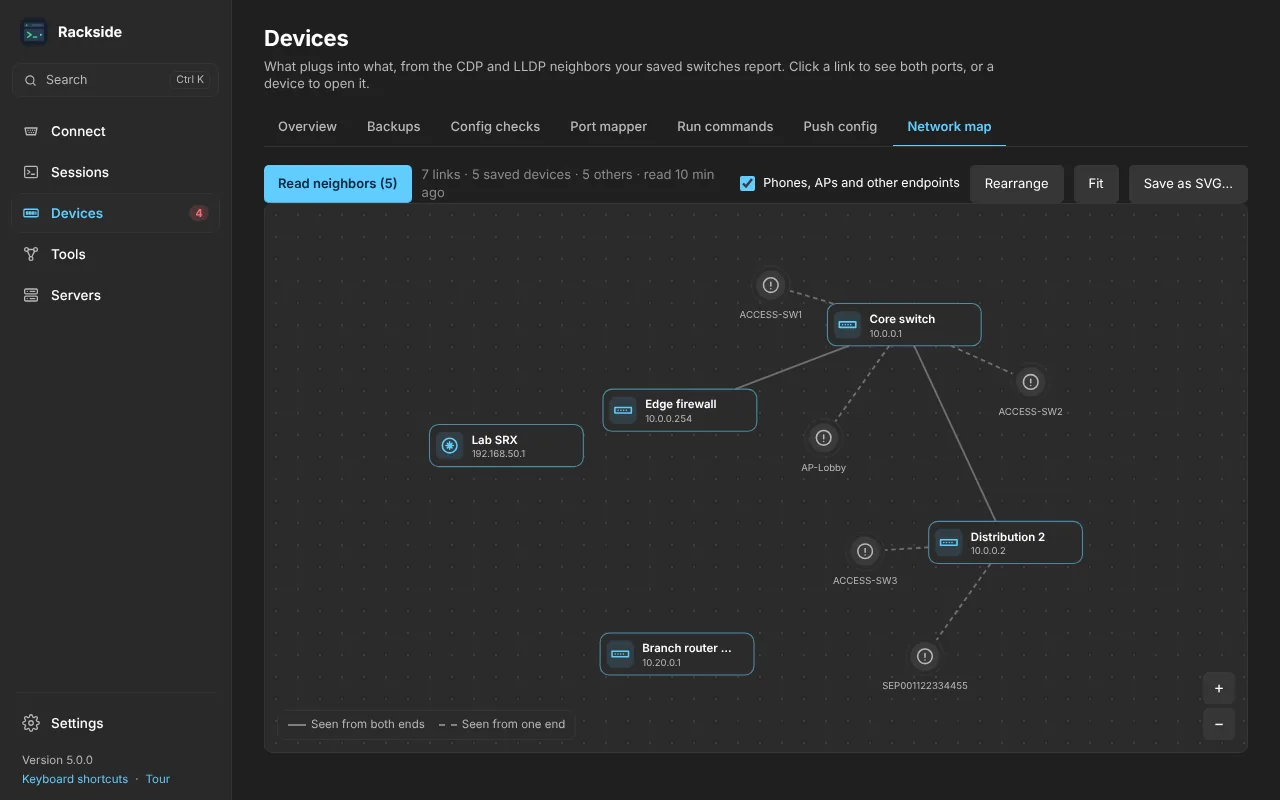 Rackside
Search
Ctrl K
Connect
Sessions
Devices
4
Tools
Servers
Settings
Version 5.0.0
Keyboard shortcuts · Tour
Devices
What plugs into what, from the CDP and LLDP neighbors your saved switches report. Click a link to see both ports, or a
device to open it.
Overview
Backups
Config checks
Port mapper
Run commands
Push config
Network map
Read neighbors (5)
7 links · 5 saved devices · 5 others · read 10 min
ago
Phones, APs and other endpoints
Rearrange
Fit
Save as SVG...
ACCESS-SW1
Core switch
10.0.0.1
ACCESS-SW2
Edge firewall
10.0.0.254
Lab SRX
192.168.50.1
AP-Lobby
Distribution 2
10.0.0.2
ACCESS-SW3
Branch router ...
10.20.0.1
SEP001122334455
Seen from both ends
Seen from one end
+
−